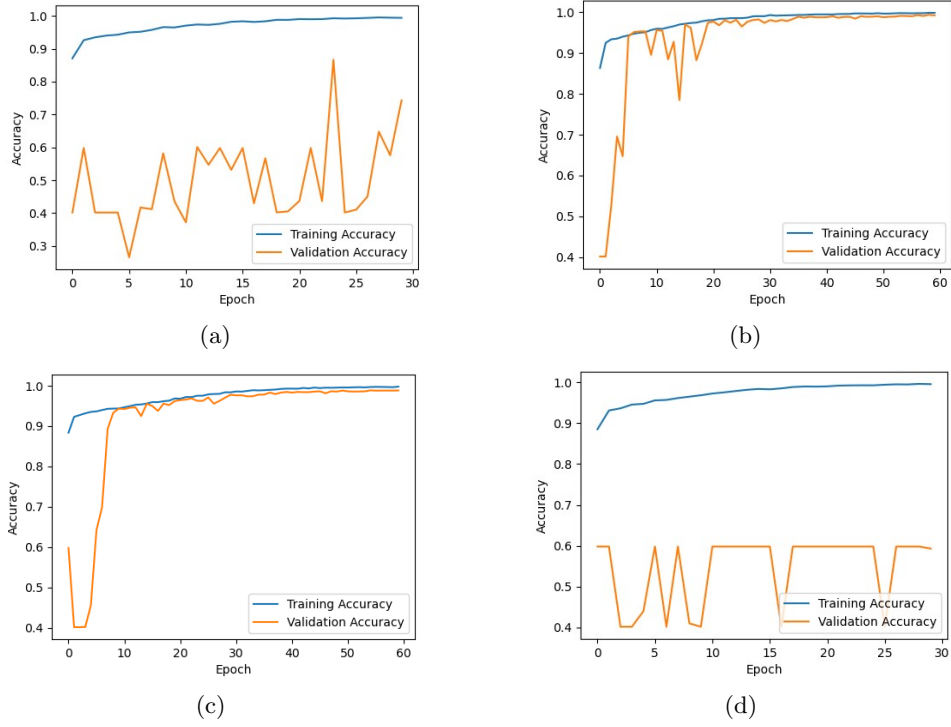 1.0
0.9
0.8
0.7
0.6
0.5
0.4
0.3
Accuracy
Training Accuracy
Validation Accuracy
0 5 10 15 20 25 30
Epoch
(a)
1.0
0.9
0.8
0.7
0.6
0.5
0.4
Accuracy
Training Accuracy
Validation Accuracy
0 10 20 30 40 50 60
Epoch
(b)
1.0
0.9
0.8
0.7
0.6
0.5
0.4
Accuracy
Training Accuracy
Validation Accuracy
0 10 20 30 40 50 60
Epoch
(c)
1.0
0.9
0.8
0.7
0.6
0.5
0.4
Accuracy
Training Accuracy
Validation Accuracy
0 5 10 15 20 25 30
Epoch
(d)